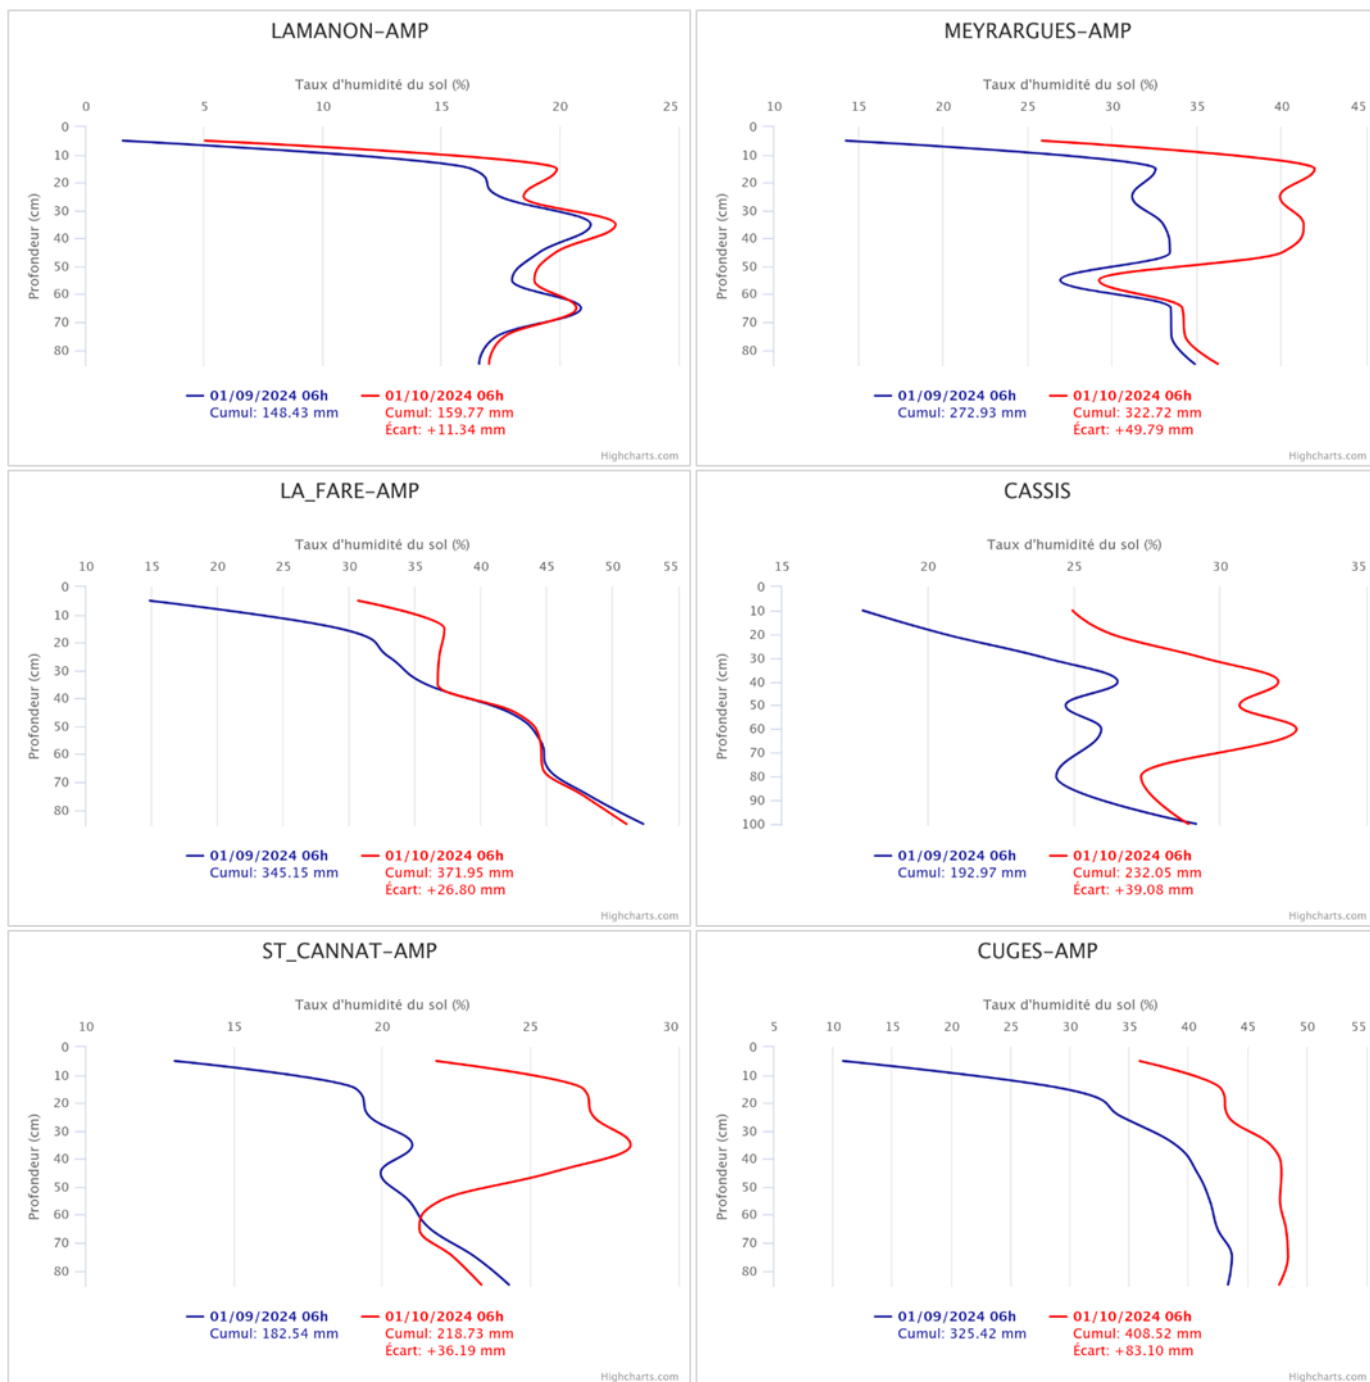 LAMANON-AMP
Taux d'humidité du sol (%)
0 5 10 15 20 25
Profondeur (cm)
0
10
20
30
40
50
60
70
80
01/09/2024 06h
Cumul: 148.43 mm
01/10/2024 06h
Cumul: 159.77 mm
Écart: +11.34 mm
Highcharts.com
MEYRARGUES-AMP
Taux d'humidité du sol (%)
10 15 20 25 30 35 40 45
Profondeur (cm)
0
10
20
30
40
50
60
70
80
01/09/2024 06h
Cumul: 272.93 mm
01/10/2024 06h
Cumul: 322.72 mm
Écart: +49.79 mm
Highcharts.com
LA_FARE-AMP
Taux d'humidité du sol (%)
10 15 20 25 30 35 40 45 50 55
Profondeur (cm)
0
10
20
30
40
50
60
70
80
01/09/2024 06h
Cumul: 345.15 mm
01/10/2024 06h
Cumul: 371.95 mm
Écart: +26.80 mm
Highcharts.com
CASSIS
Taux d'humidité du sol (%)
15 20 25 30 35
Profondeur (cm)
0
10
20
30
40
50
60
70
80
90
100
01/09/2024 06h
Cumul: 192.97 mm
01/10/2024 06h
Cumul: 232.05 mm
Écart: +39.08 mm
Highcharts.com
ST_CANNAT-AMP
Taux d'humidité du sol (%)
10 15 20 25 30
Profondeur (cm)
0
10
20
30
40
50
60
70
80
01/09/2024 06h
Cumul: 182.54 mm
01/10/2024 06h
Cumul: 218.73 mm
Écart: +36.19 mm
Highcharts.com
CUGES-AMP
Taux d'humidité du sol (%)
5 10 15 20 25 30 35 40 45 50 55
Profondeur (cm)
0
10
20
30
40
50
60
70
80
01/09/2024 06h
Cumul: 325.42 mm
01/10/2024 06h
Cumul: 408.52 mm
Écart: +83.10 mm
Highcharts.com